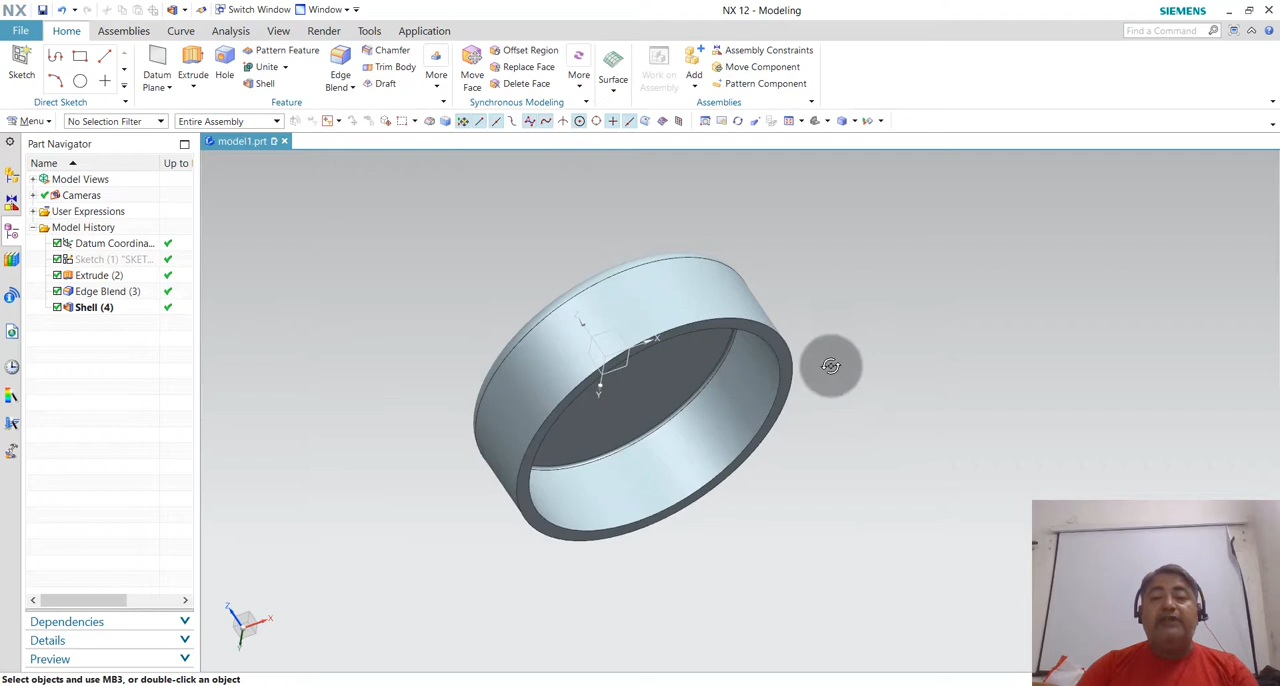 NX
Switch Window
Window
NX 12 - Modeling
SIEMENS
File
Home
Assemblies
Curve
Analysis
View
Render
Tools
Application
Find a Command
Sketch
Direct Sketch
Datum
Plane
Extrude
Hole
Pattern Feature
Unite
Shell
Edge
Blend
Chamfer
Trim Body
Draft
More
Feature
Move
Face
Offset Region
Replace Face
Delete Face
More
Synchronous Modeling
Surface
Work on
Assembly
Add
Assembly Constraints
Move Component
Pattern Component
Assemblies
Menu
No Selection Filter
Entire Assembly
Part Navigator
model1.prt
Name
Up to
Model Views
Cameras
User Expressions
Model History
Datum Coordina...
Sketch (1) "SKET...
Extrude (2)
Edge Blend (3)
Shell (4)
X
Y
Z
X
Dependencies
Details
Preview
Select objects and use MB3, or double-click an object